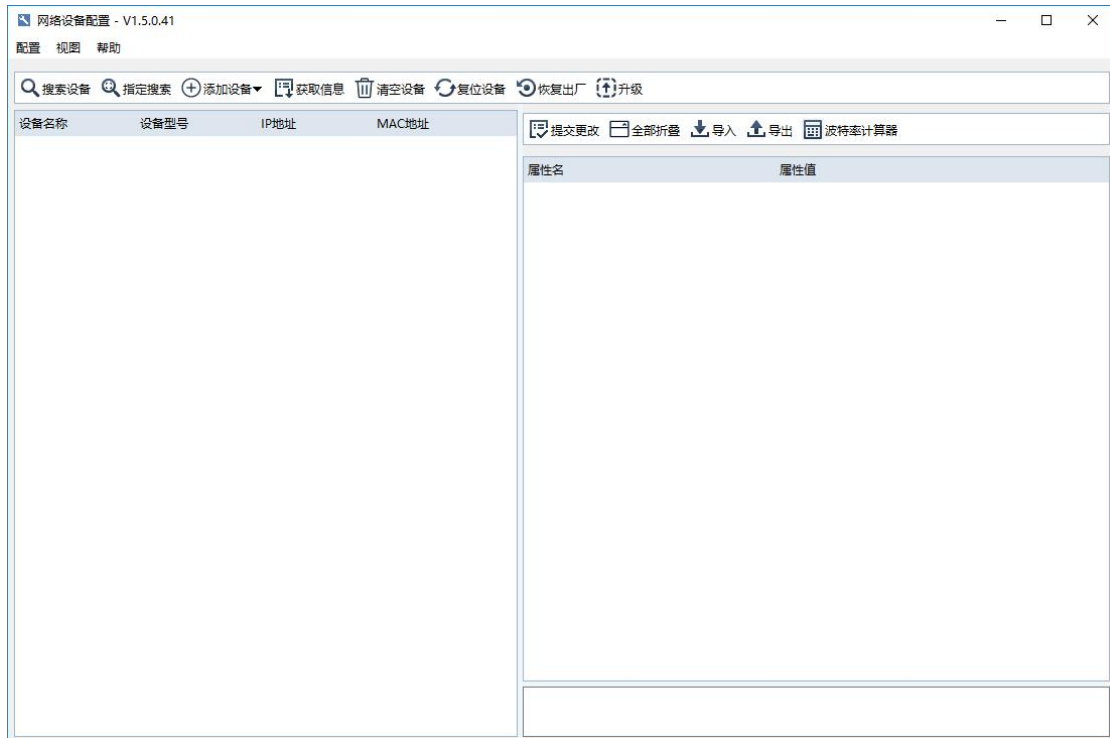 网络设备配置 - V1.5.0.41
配置 视图 帮助
搜索设备 指定搜索 添加设备 获取信息 清空设备 复位设备 恢复出厂 升级
设备名称 设备型号 IP地址 MAC地址
提交更改 全部折叠 导入 导出 波特率计算器
属性名 属性值